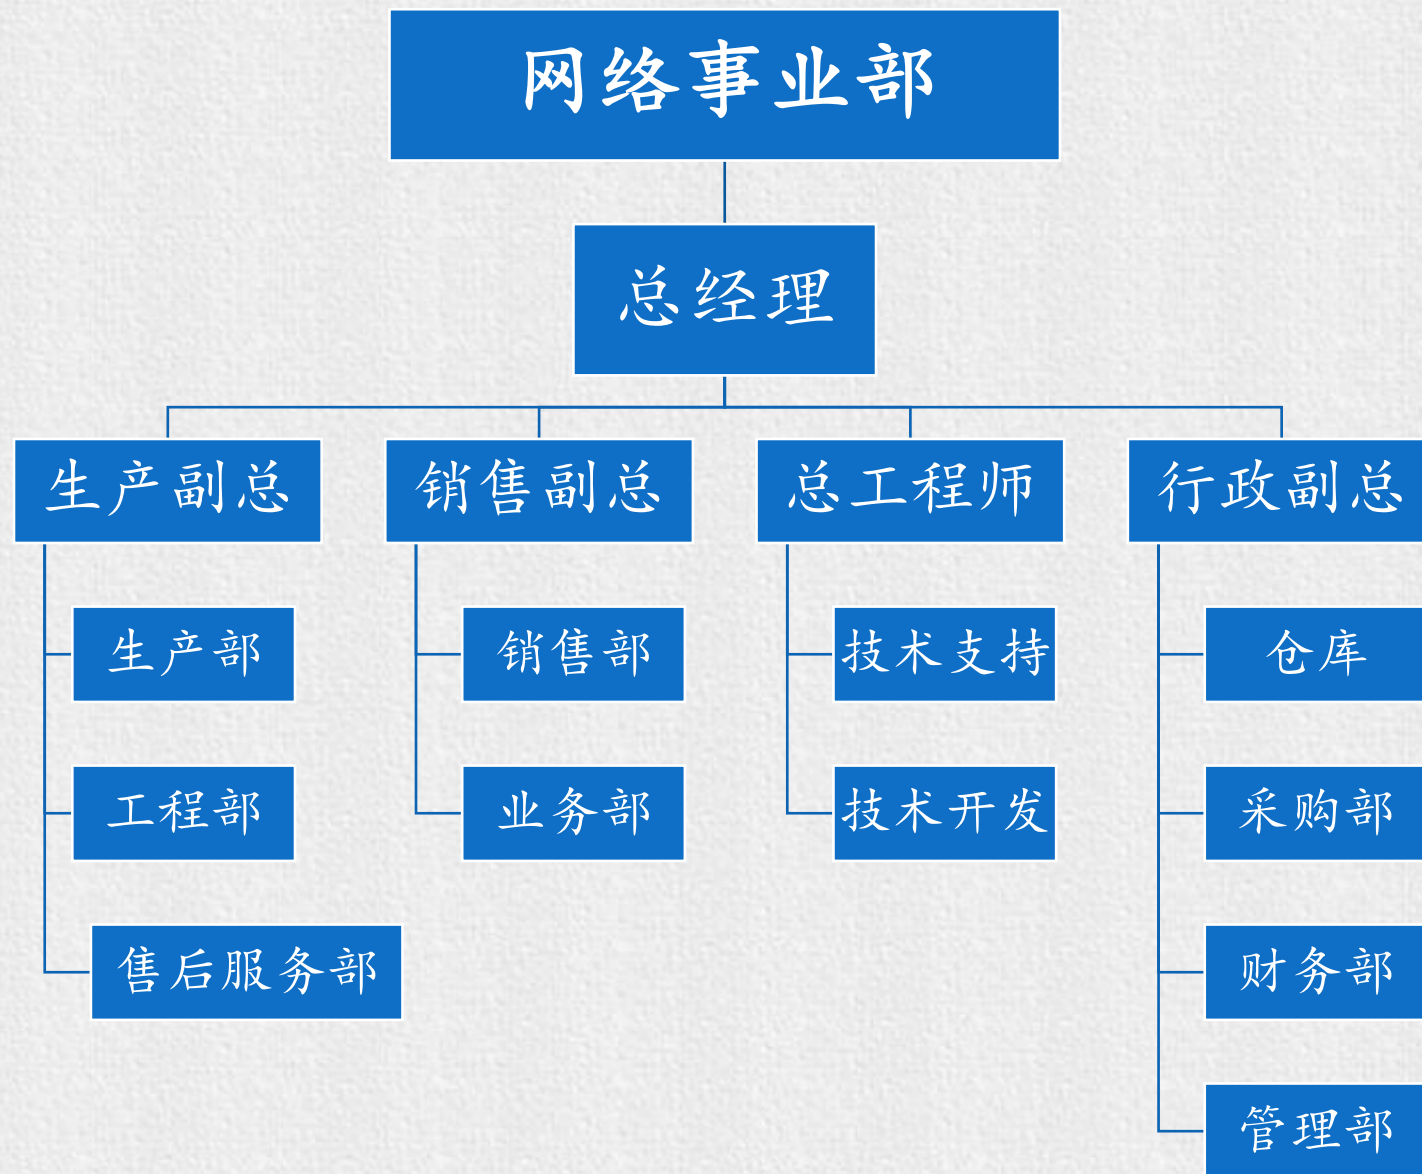 网络事业部
总经理
生产副总
销售副总
总工程师
行政副总
生产部
销售部
技术支持
仓库
工程部
业务部
技术开发
采购部
售后服务部
财务部
管理部